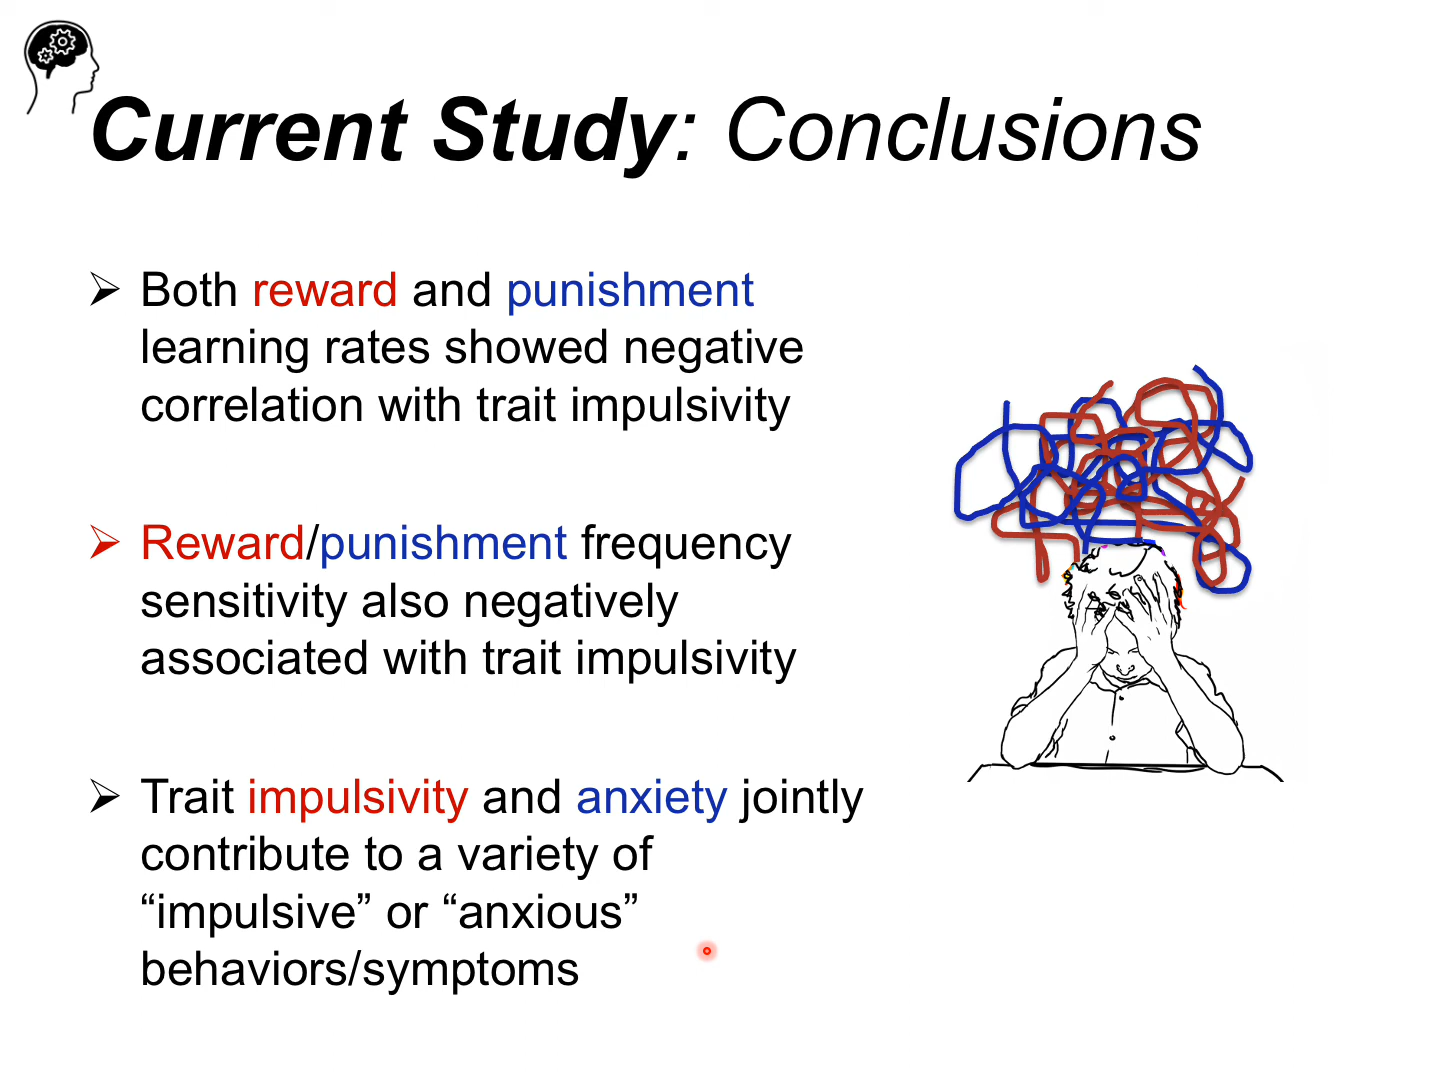 Current Study: Conclusions
➢ Both reward and punishment
learning rates showed negative
correlation with trait impulsivity
➢ Reward/punishment frequency
sensitivity also negatively
associated with trait impulsivity
➢ Trait impulsivity and anxiety jointly
contribute to a variety of
“impulsive” or “anxious”
behaviors/symptoms